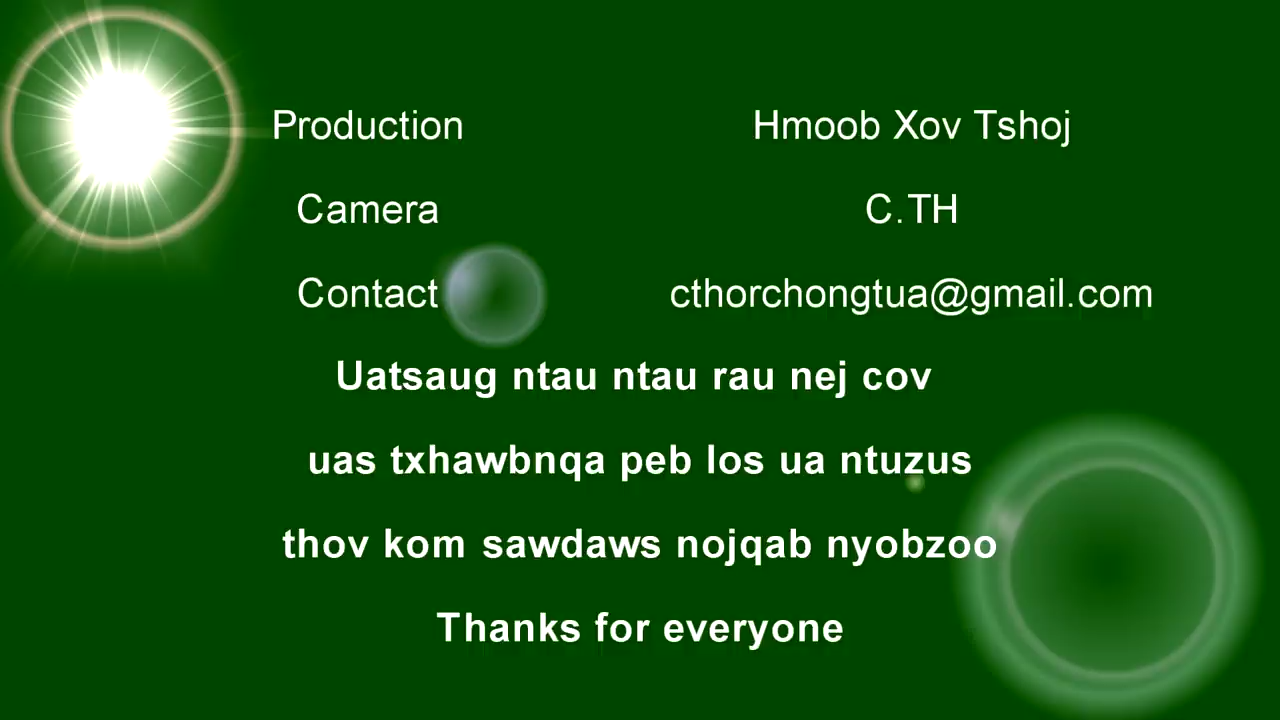 Production Hmoob Xov Tshoj
Camera C.TH
Contact cthorchongtua@gmail.com
Uatsaug ntau ntau rau nej cov
uas txhawbnqa peb los ua ntuzus
thov kom sawdaws nojqab nyobzoo
Thanks for everyone